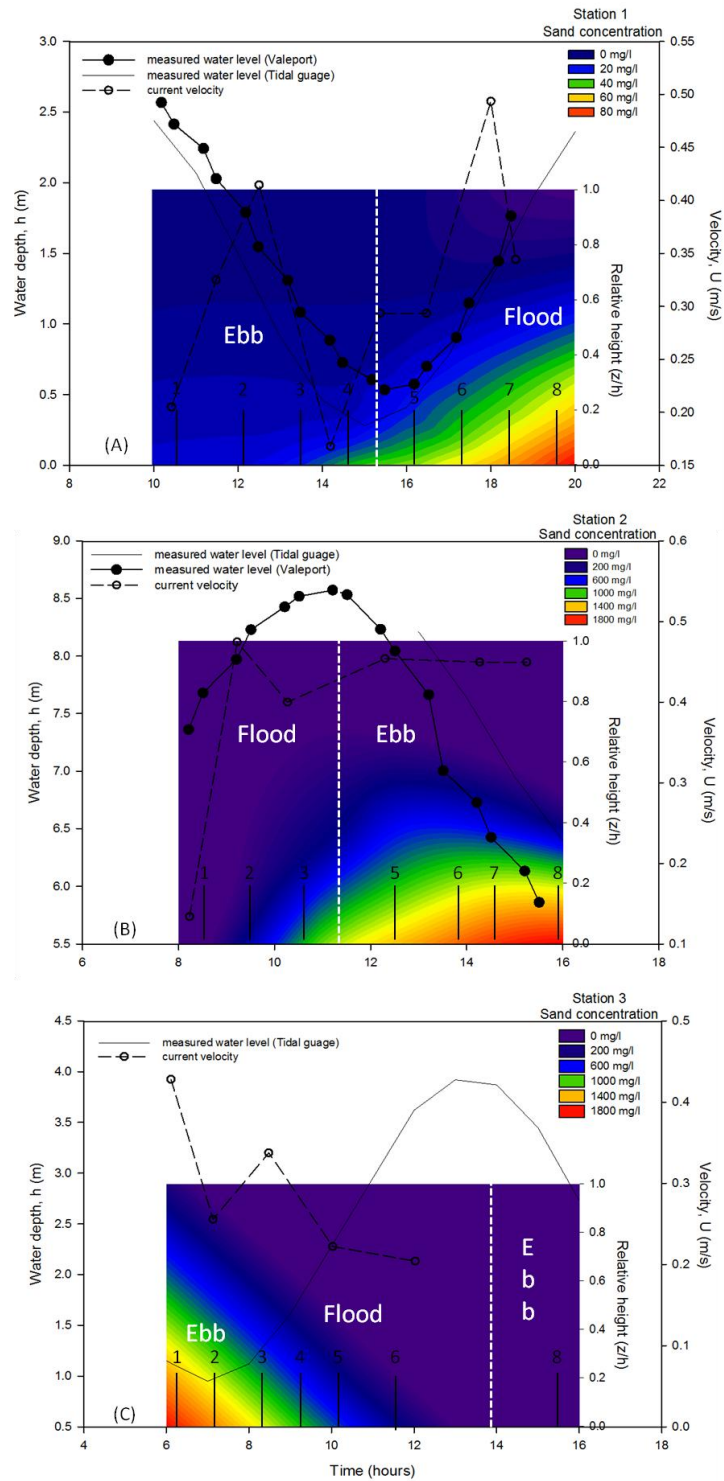 Station 1
Sand concentration
measured water level (Valeport)
measured water level (Tidal guage)
current velocity
0 mg/l
20 mg/l
40 mg/l
60 mg/l
80 mg/l
3.0
2.5
2.0
1.5
1.0
0.5
0.0
Water depth, h (m)
1.0
0.8
0.6
0.4
0.2
0.0
Relative height (z/h)
0.55
0.50
0.45
0.40
0.35
0.30
0.25
0.20
0.15
Velocity, U (m/s)
Ebb
Flood
1 2 3 4 5 6 7 8
(A)
8 10 12 14 16 18 20 22
Station 2
Sand concentration
measured water level (Tidal guage)
measured water level (Valeport)
current velocity
0 mg/l
200 mg/l
600 mg/l
1000 mg/l
1400 mg/l
1800 mg/l
9.0
8.5
8.0
7.5
7.0
6.5
6.0
5.5
Water depth, h (m)
1.0
0.8
0.6
0.4
0.2
0.0
Relative height (z/h)
0.6
0.5
0.4
0.3
0.2
0.1
Velocity, U (m/s)
Flood
Ebb
1 2 3 5 6 7 8
(B)
6 8 10 12 14 16 18
Station 3
Sand concentration
measured water level (Tidal guage)
current velocity
0 mg/l
200 mg/l
600 mg/l
1000 mg/l
1400 mg/l
1800 mg/l
4.5
4.0
3.5
3.0
2.5
2.0
1.5
1.0
0.5
Water depth, h (m)
1.0
0.8
0.6
0.4
0.2
0.0
Relative height (z/h)
0.5
0.4
0.3
0.2
0.1
0.0
Velocity, U (m/s)
Ebb
Flood
E
b
b
1 2 3 4 5 6 8
(C)
4 6 8 10 12 14 16 18
Time (hours)